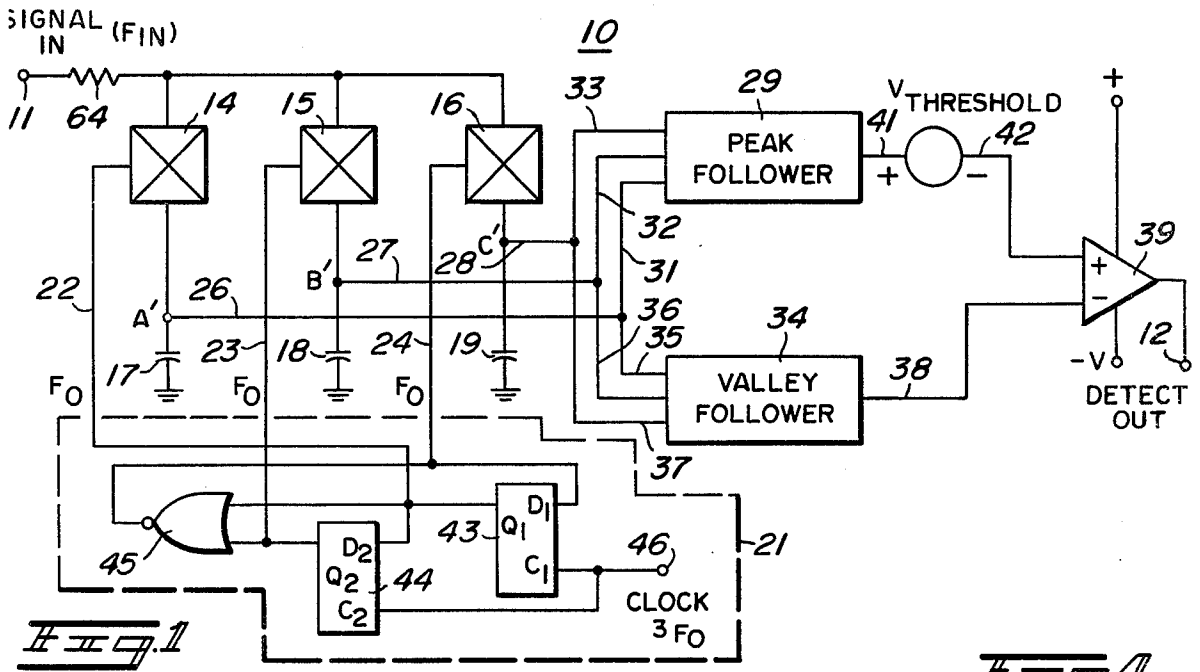 SIGNAL IN (FIN)
10
11
64
14
15
16
33
29
PEAK FOLLOWER
VTHRESHOLD
41
42
+
-
+
32
31
39
+
-
22
A'
26
B'
27
C'
28
36
35
34
VALLEY FOLLOWER
38
-V
12
DETECT OUT
17
23
18
24
19
FO
FO
FO
37
45
43
Q1
D1
C1
46
21
D2
Q2
C2
44
CLOCK
3FO
Fig.1